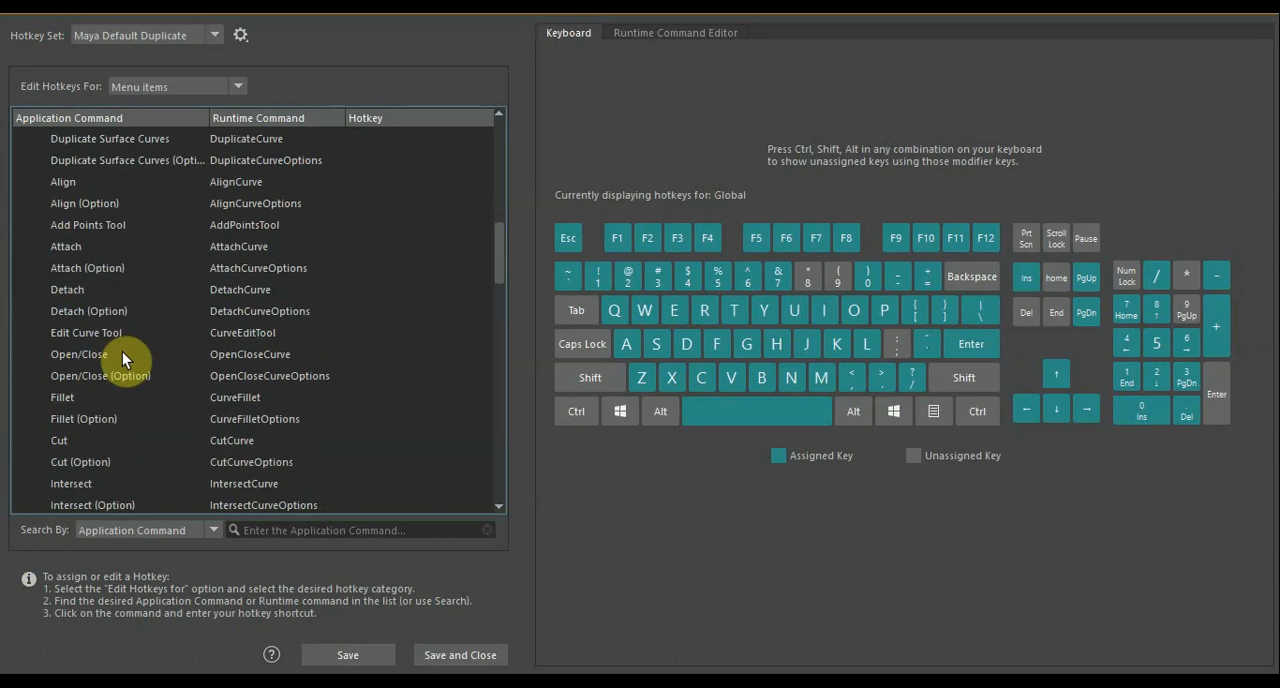 Hotkey Set: Maya Default Duplicate
Edit Hotkeys For: Menu items
Application Command Runtime Command Hotkey
Duplicate Surface Curves DuplicateCurve
Duplicate Surface Curves (Opti... DuplicateCurveOptions
Align AlignCurve
Align (Option) AlignCurveOptions
Add Points Tool AddPointsTool
Attach AttachCurve
Attach (Option) AttachCurveOptions
Detach DetachCurve
Detach (Option) DetachCurveOptions
Edit Curve Tool CurveEditTool
Open/Close OpenCloseCurve
Open/Close (Option) OpenCloseCurveOptions
Fillet CurveFillet
Fillet (Option) CurveFilletOptions
Cut CutCurve
Cut (Option) CutCurveOptions
Intersect IntersectCurve
Intersect (Option) IntersectCurveOptions
Search By: Application Command Enter the Application Command...
To assign or edit a Hotkey:
1. Select the "Edit Hotkeys for" option and select the desired hotkey category.
2. Find the desired Application Command or Runtime command in the list (or use Search).
3. Click on the command and enter your hotkey shortcut.
? Save Save and Close
Keyboard Runtime Command Editor
Press Ctrl, Shift, Alt in any combination on your keyboard
to show unassigned keys using those modifier keys.
Currently displaying hotkeys for: Global
Esc F1 F2 F3 F4 F5 F6 F7 F8 F9 F10 F11 F12 Prt Scn Scroll Lock Pause
~ ` ! 1 @ 2 # 3 $ 4 % 5 ^ 6 & 7 * 8 ( 9 ) 0 _ - + = Backspace Ins home PgUp Num Lock / * -
Tab Q W E R T Y U I O P { [ } ] | \ Del End PgDn 7 Home 8 ↑ 9 PgUp +
Caps Lock A S D F G H J K L : ; " ' Enter 4 ← 5 6 →
Shift Z X C V B N M < , > . ? / Shift ↑ 1 End 2 ↓ 3 PgDn Enter
Ctrl Alt Alt Ctrl ← ↓ → 0 Ins . Del
Assigned Key Unassigned Key